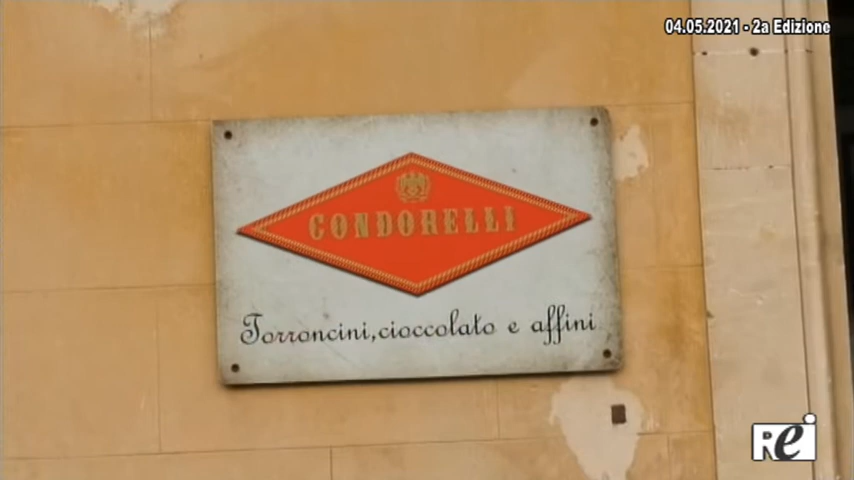 04.05.2021 - 2a Edizione
CONDORELLI
Torroncini, cioccolato e affini
Rei